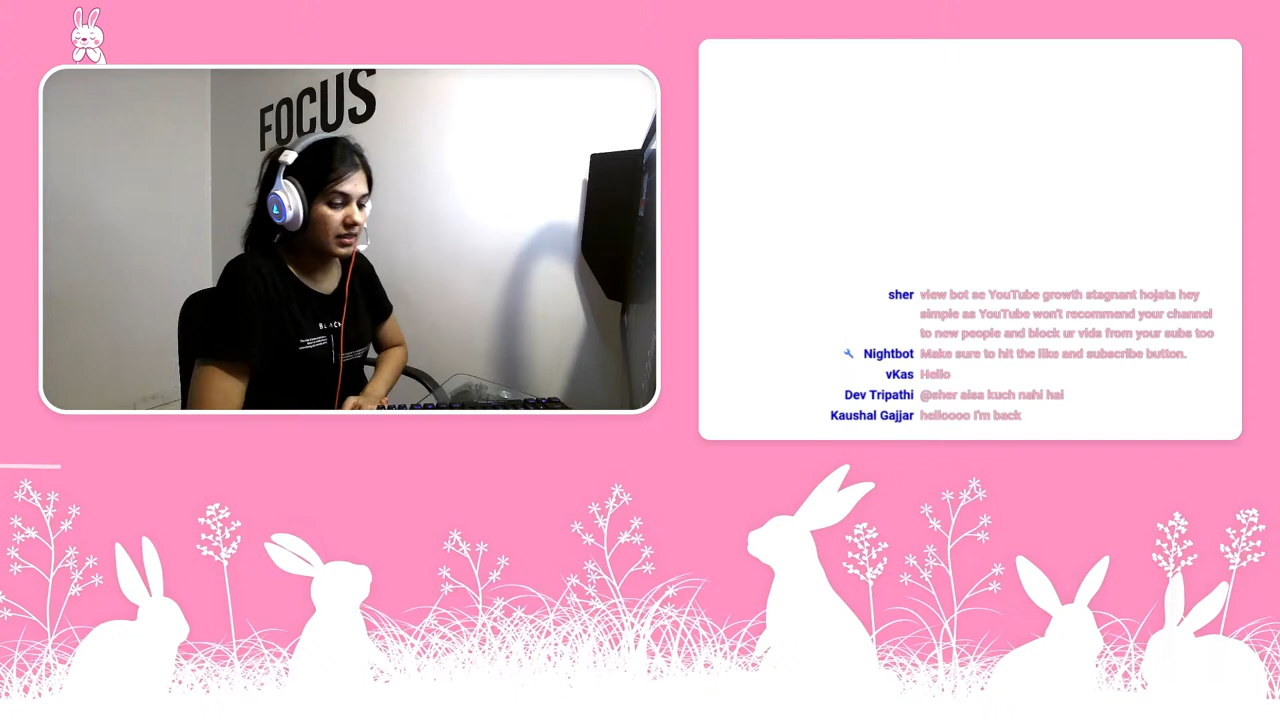 FOCUS
sher view bot se YouTube growth stagnant hojata hey
simple as YouTube won't recommend your channel
to new people and block ur vids from your subs too
Nightbot Make sure to hit the like and subscribe button.
vKas Hello
Dev Tripathi @sher aisa kuch nahi hai
Kaushal Gajjar helloooo I'm back